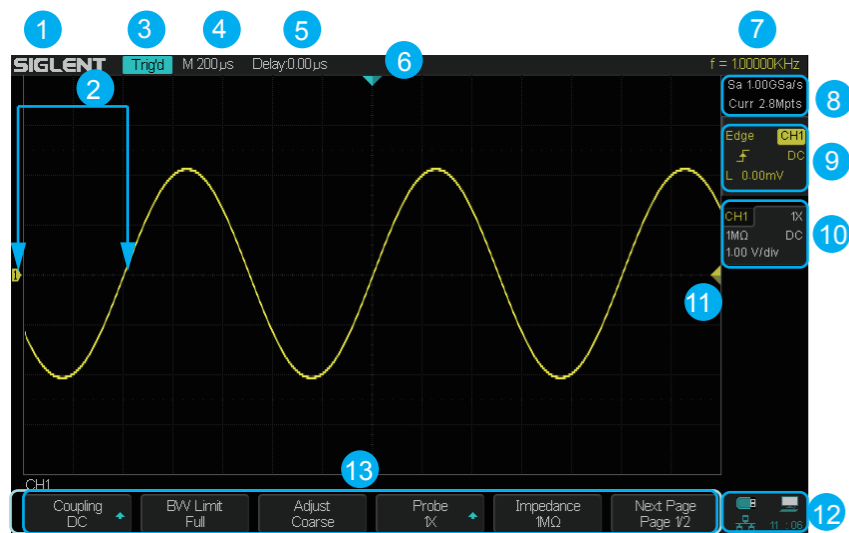 1 3 4 5 7
SIGLENT Trig'd M 200µs Delay:0.00µs 6 f = 1.00000KHz
2
Sa 1.00GSa/s
Curr 2.8Mpts
8
Edge CH1
DC
L 0.00mV
9
CH1 1X
1MΩ DC
1.00 V/div
10
1
11
13
CH1
Coupling
DC
BW Limit
Full
Adjust
Coarse
Probe
1X
Impedance
1MΩ
Next Page
Page 1/2
11 : 06
12